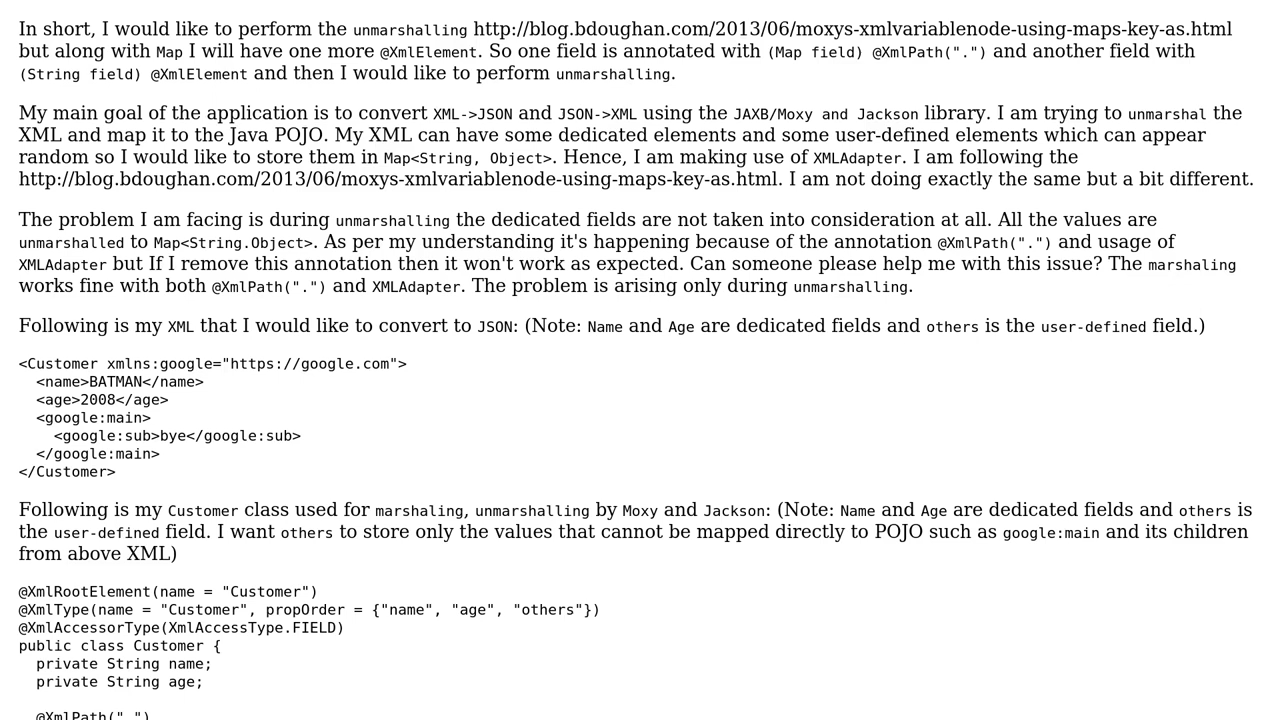 In short, I would like to perform the unmarshalling http://blog.bdoughan.com/2013/06/moxys-xmlvariablenode-using-maps-key-as.html
but along with Map I will have one more @XmlElement. So one field is annotated with (Map field) @XmlPath(".") and another field with
(String field) @XmlElement and then I would like to perform unmarshalling.
My main goal of the application is to convert XML->JSON and JSON->XML using the JAXB/Moxy and Jackson library. I am trying to unmarshal the
XML and map it to the Java POJO. My XML can have some dedicated elements and some user-defined elements which can appear
random so I would like to store them in Map<String, Object>. Hence, I am making use of XMLAdapter. I am following the
http://blog.bdoughan.com/2013/06/moxys-xmlvariablenode-using-maps-key-as.html. I am not doing exactly the same but a bit different.
The problem I am facing is during unmarshalling the dedicated fields are not taken into consideration at all. All the values are
unmarshalled to Map<String.Object>. As per my understanding it's happening because of the annotation @XmlPath(".") and usage of
XMLAdapter but If I remove this annotation then it won't work as expected. Can someone please help me with this issue? The marshaling
works fine with both @XmlPath(".") and XMLAdapter. The problem is arising only during unmarshalling.
Following is my XML that I would like to convert to JSON: (Note: Name and Age are dedicated fields and others is the user-defined field.)
<Customer xmlns:google="https://google.com">
  <name>BATMAN</name>
  <age>2008</age>
  <google:main>
    <google:sub>bye</google:sub>
  </google:main>
</Customer>
Following is my Customer class used for marshaling, unmarshalling by Moxy and Jackson: (Note: Name and Age are dedicated fields and others is
the user-defined field. I want others to store only the values that cannot be mapped directly to POJO such as google:main and its children
from above XML)
@XmlRootElement(name = "Customer")
@XmlType(name = "Customer", propOrder = {"name", "age", "others"})
@XmlAccessorType(XmlAccessType.FIELD)
public class Customer {
  private String name;
  private String age;
  @XmlPath(".")